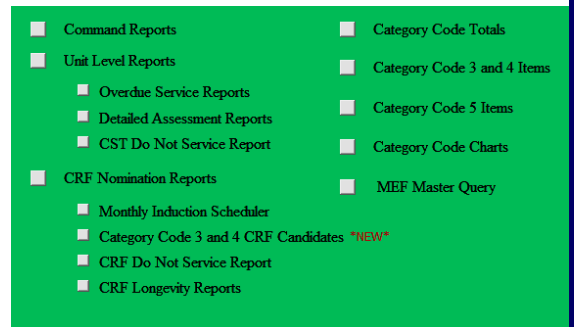 Command Reports
Unit Level Reports
Overdue Service Reports
Detailed Assessment Reports
CST Do Not Service Report
CRF Nomination Reports
Monthly Induction Scheduler
Category Code 3 and 4 CRF Candidates *NEW*
CRF Do Not Service Report
CRF Longevity Reports
Category Code Totals
Category Code 3 and 4 Items
Category Code 5 Items
Category Code Charts
MEF Master Query